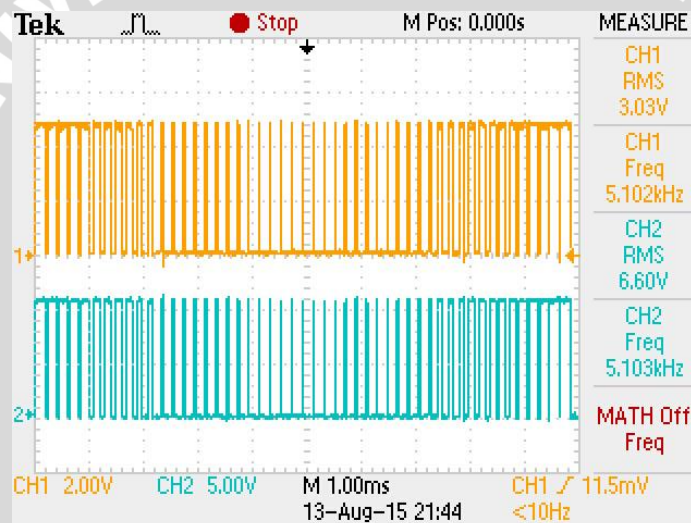 Tek Stop M Pos: 0.000s MEASURE
CH1
RMS
3.03V
CH1
Freq
5.102kHz
CH2
RMS
6.60V
CH2
Freq
5.103kHz
MATH Off
Freq
1
2
CH1 2.00V CH2 5.00V M 1.00ms CH1 11.5mV
13-Aug-15 21:44 <10Hz